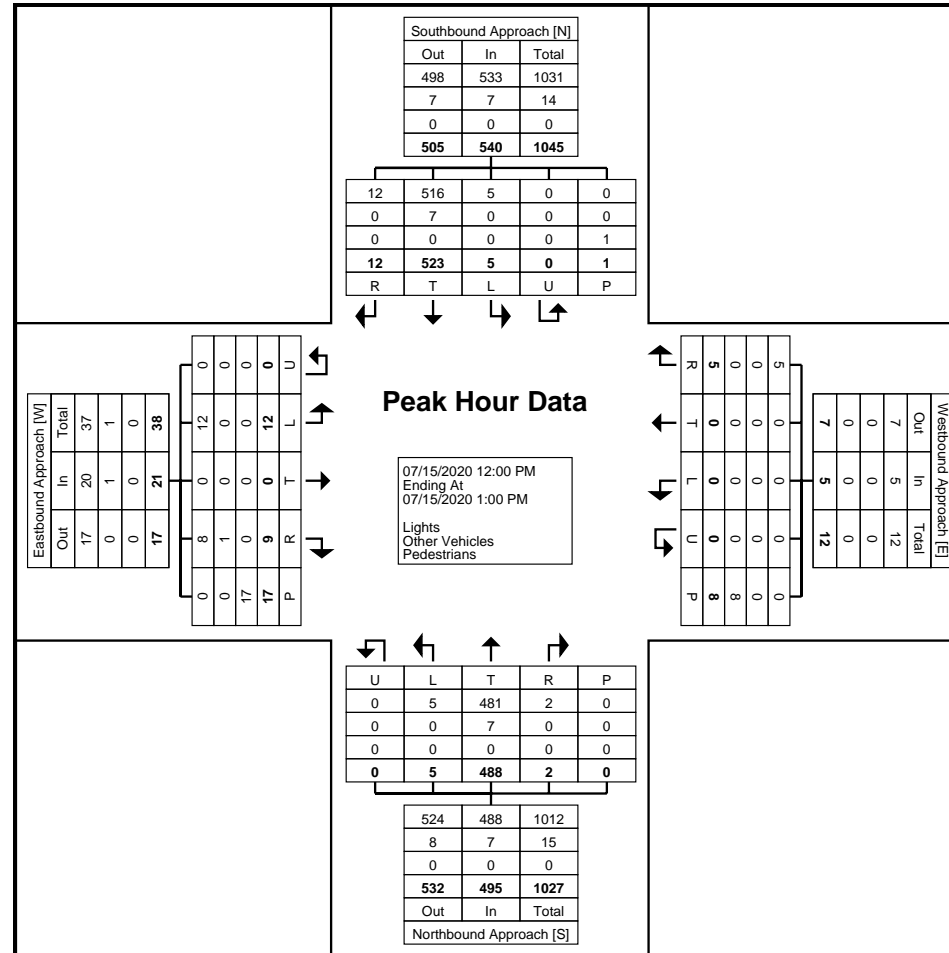 Southbound Approach [N]
Out In Total
498 533 1031
7 7 14
0 0 0
505 540 1045
12 516 5 0 0
0 7 0 0 0
0 0 0 0 1
12 523 5 0 1
R T L U P
Eastbound Approach [W]
Total 37 1 0 38
In 20 1 0 21
Out 17 0 0 17
0 0 0 0 U
12 0 0 12 L
0 0 0 0 T
8 1 0 9 R
0 0 17 17 P
Peak Hour Data
07/15/2020 12:00 PM
Ending At
07/15/2020 1:00 PM
Lights
Other Vehicles
Pedestrians
R 5 0 0 5
T 0 0 0 0
L 0 0 0 0
U 0 0 0 0
P 8 8 0 0
7 0 0 7 Out
5 0 0 5 In
12 0 0 12 Total
Westbound Approach [E]
U L T R P
0 5 481 2 0
0 0 7 0 0
0 0 0 0 0
0 5 488 2 0
524 488 1012
8 7 15
0 0 0
532 495 1027
Out In Total
Northbound Approach [S]